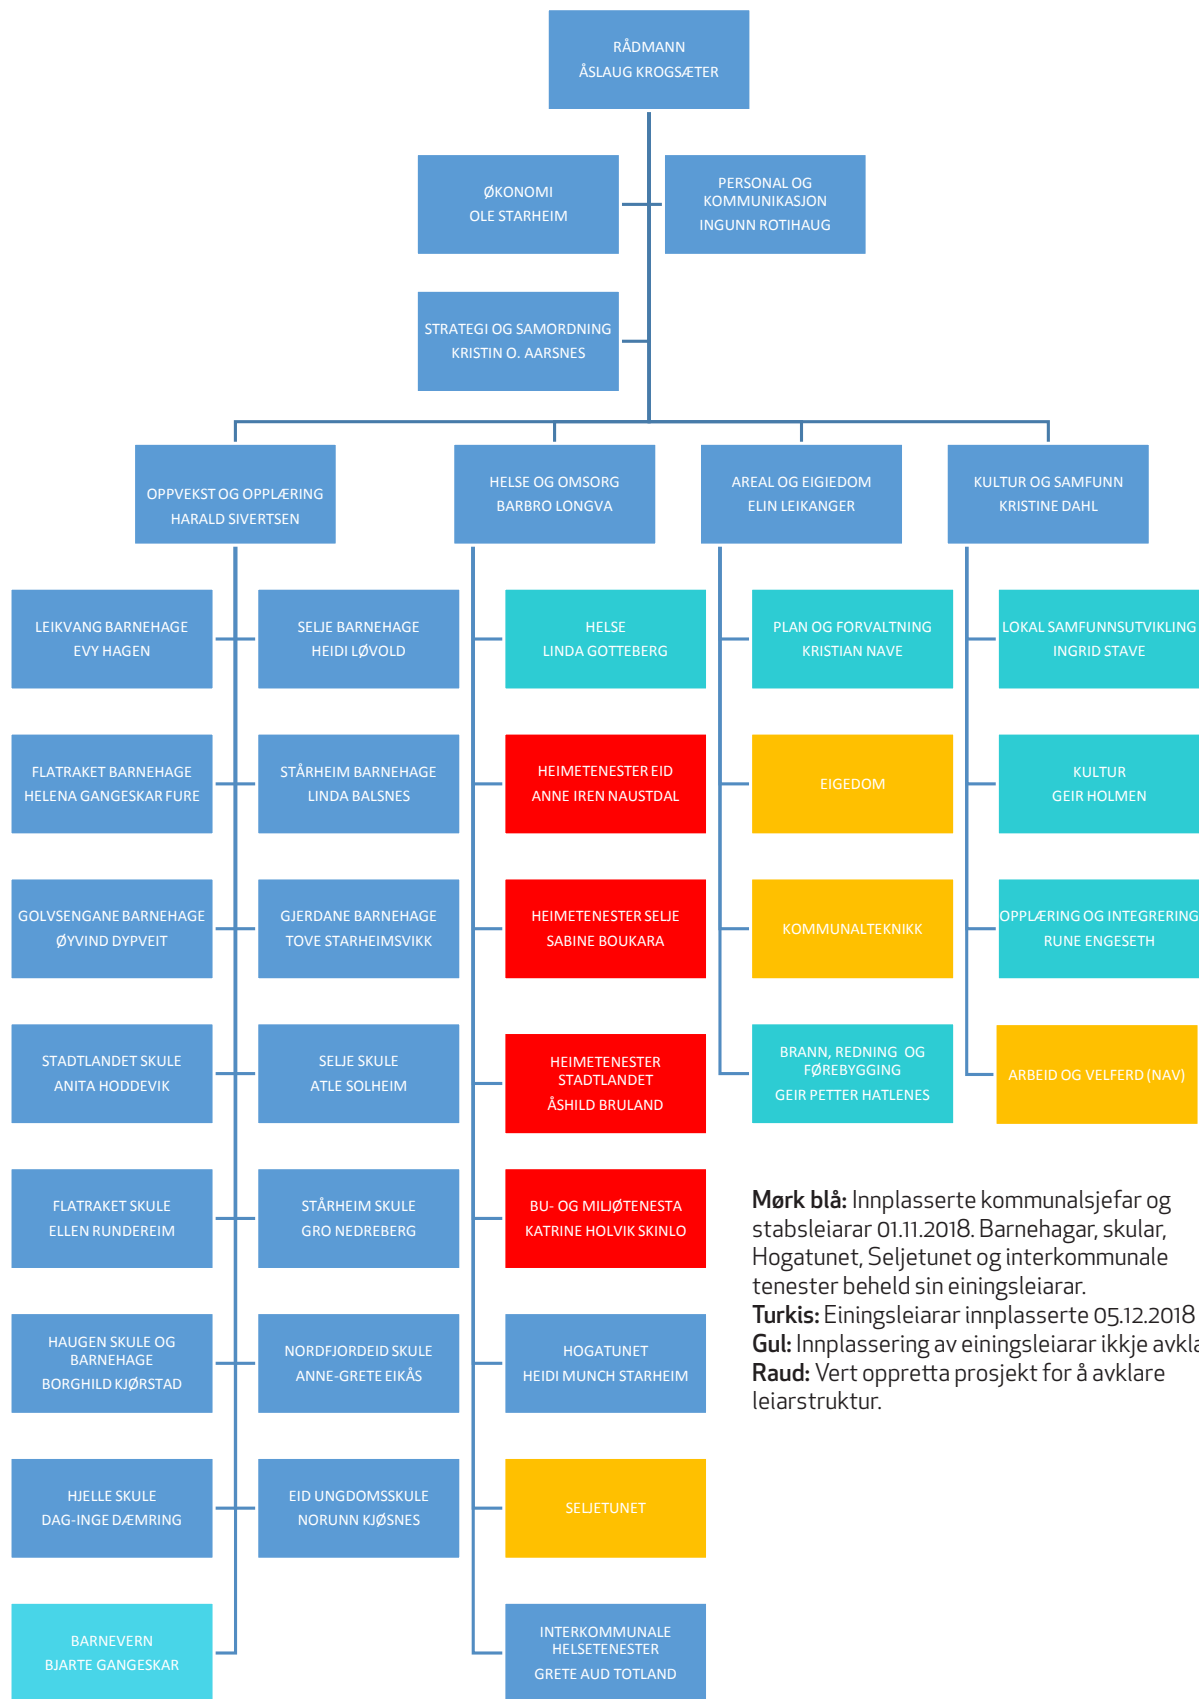 RÅDMANN
ÅSLAUG KROGSÆTER
ØKONOMI
OLE STARHEIM
PERSONAL OG
KOMMUNIKASJON
INGUNN ROTIHAUG
STRATEGI OG SAMORDNING
KRISTIN O. AARSNES
OPPVEKST OG OPPLÆRING
HARALD SIVERTSEN
HELSE OG OMSORG
BARBRO LONGVA
AREAL OG EIGIEDOM
ELIN LEIKANGER
KULTUR OG SAMFUNN
KRISTINE DAHL
LEIKVANG BARNEHAGE
EVY HAGEN
SELJE BARNEHAGE
HEIDI LØVOLD
HELSE
LINDA GOTTEBERG
PLAN OG FORVALTNING
KRISTIAN NAVE
LOKAL SAMFUNNSUTVIKLING
INGRID STAVE
FLATRAKET BARNEHAGE
HELENA GANGESKAR FURE
STÅRHEIM BARNEHAGE
LINDA BALSNES
HEIMETENESTER EID
ANNE IREN NAUSTDAL
EIGEDOM
KULTUR
GEIR HOLMEN
GOLVSENGANE BARNEHAGE
ØYVIND DYPVEIT
GJERDANE BARNEHAGE
TOVE STARHEIMSVIKK
HEIMETENESTER SELJE
SABINE BOUKARA
KOMMUNALTEKNIKK
OPPLÆRING OG INTEGRERING
RUNE ENGESETH
STADTLANDET SKULE
ANITA HODDEVIK
SELJE SKULE
ATLE SOLHEIM
HEIMETENESTER
STADTLANDET
ÅSHILD BRULAND
BRANN, REDNING OG
FØREBYGGING
GEIR PETTER HATLENES
ARBEID OG VELFERD (NAV)
FLATRAKET SKULE
ELLEN RUNDEREIM
STÅRHEIM SKULE
GRO NEDREBERG
BU- OG MILJØTENESTA
KATRINE HOLVIK SKINLO
HAUGEN SKULE OG
BARNEHAGE
BORGHILD KJØRSTAD
NORDFJORDEID SKULE
ANNE-GRETE EIKÅS
HOGATUNET
HEIDI MUNCH STARHEIM
HJELLE SKULE
DAG-INGE DÆMRING
EID UNGDOMSSKULE
NORUNN KJØSNES
SELJETUNET
BARNEVERN
BJARTE GANGESKAR
INTERKOMMUNALE
HELSETENESTER
GRETE AUD TOTLAND
Mørk blå: Innplasserte kommunalsjefar og
stabsleiarar 01.11.2018. Barnehagar, skular,
Hogatunet, Seljetunet og interkommunale
tenester beheld sin einingsleiarar.
Turkis: Einingsleiarar innplasserte 05.12.2018
Gul: Innplassering av einingsleiarar ikkje avkla
Raud: Vert oppretta prosjekt for å avklare
leiarstruktur.